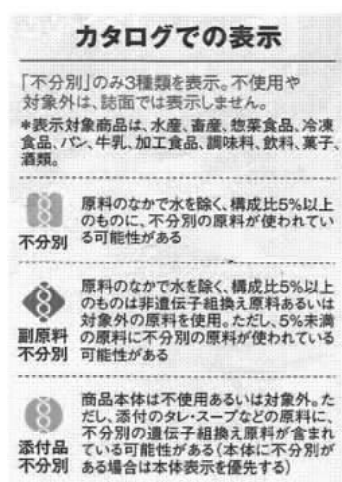 カタログでの表示
「不分別」のみ3種類を表示。不使用や
対象外は、誌面では表示しません。
*表示対象商品は、水産、畜産、惣菜食品、冷凍
食品、パン、牛乳、加工食品、調味料、飲料、菓子、
酒類。
不分別
原料のなかで水を除く、構成比5%以上
のものに、不分別の原料が使われてい
る可能性がある
副原料
不分別
原料のなかで水を除く、構成比5%以上
のものは非遺伝子組換え原料あるいは
対象外の原料を使用。ただし、5%未満
の原料に不分別の原料が使われている
可能性がある
添付品
不分別
商品本体は不使用あるいは対象外。た
だし、添付のタレ・スープなどの原料に、
不分別の遺伝子組換え原料が含まれ
ている可能性がある(本体に不分別が
ある場合は本体表示を優先する)